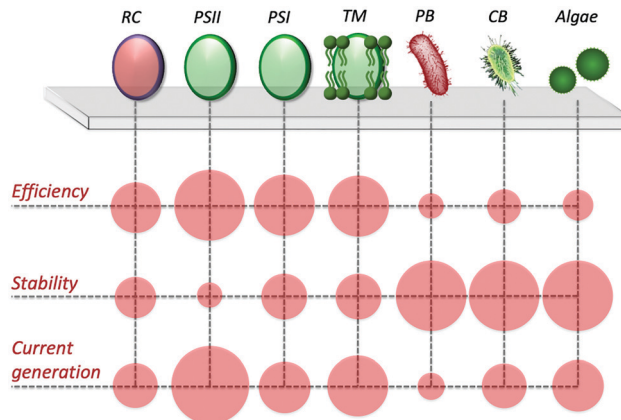 RC PSII PSI TM PB CB Algae
Efficiency
Stability
Current
generation